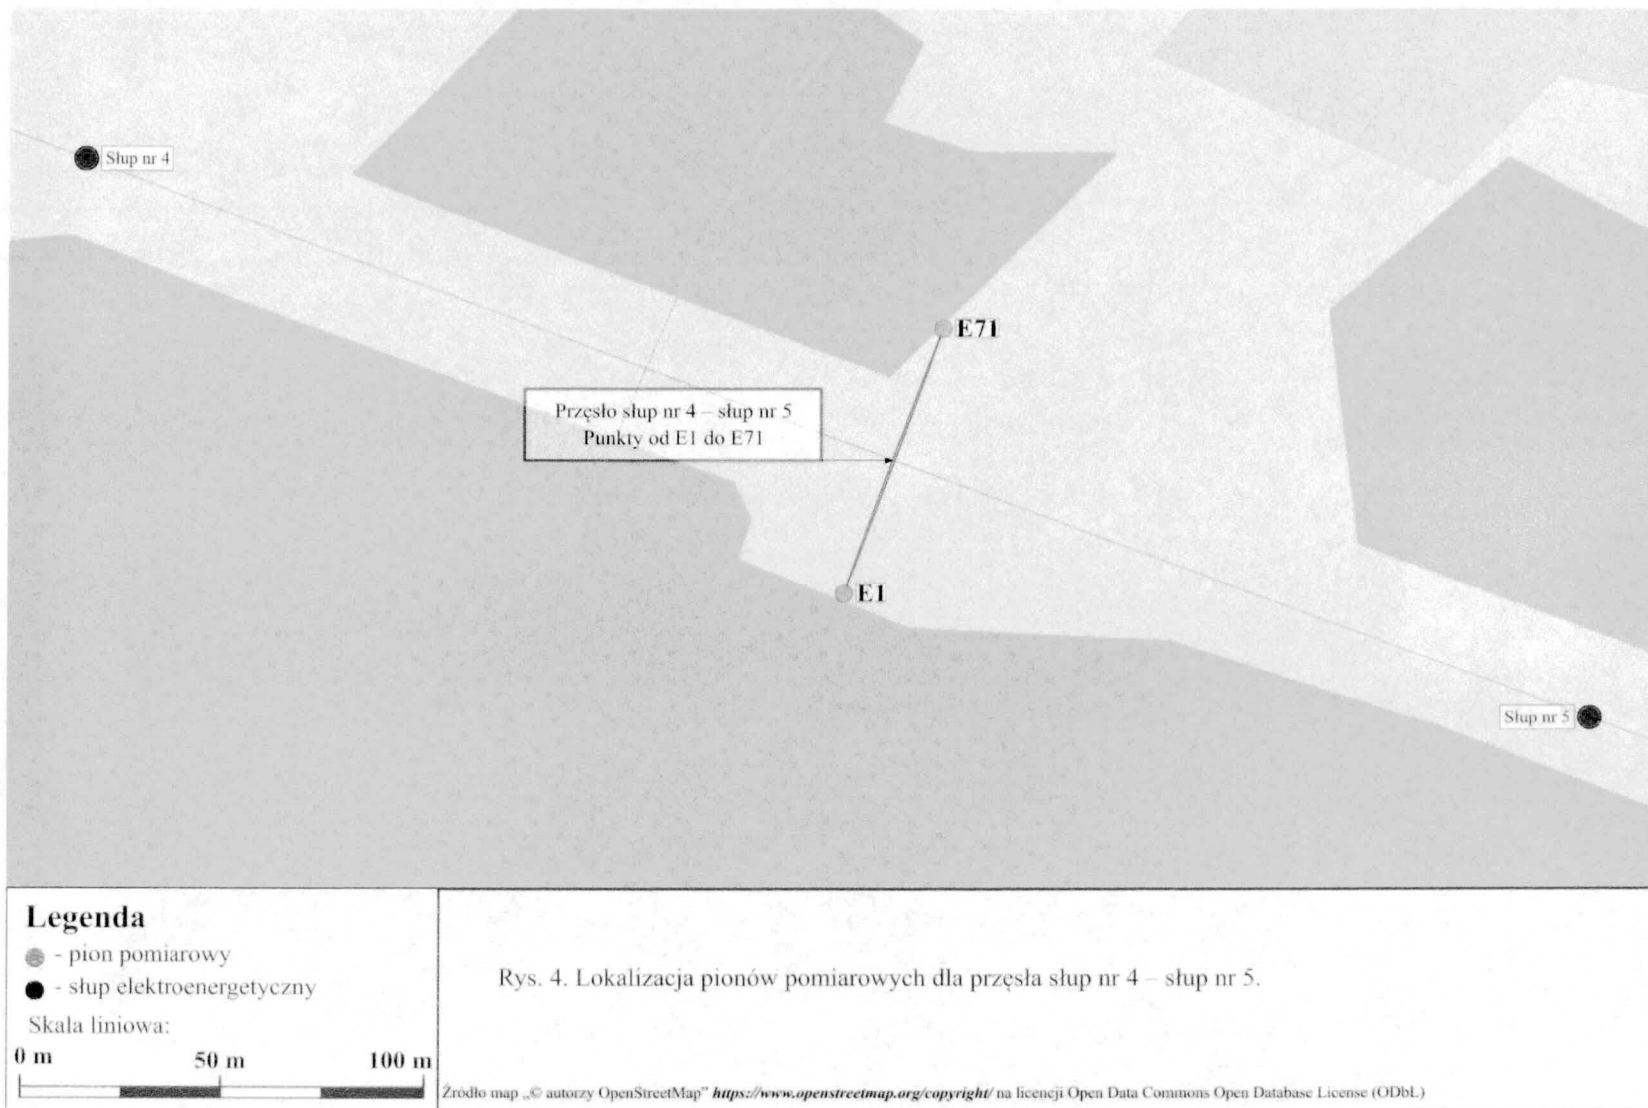 Słup nr 4
E71
Przęsło słup nr 4 – słup nr 5
Punkty od E1 do E71
E1
Słup nr 5
Legenda
- pion pomiarowy
- słup elektroenergetyczny
Skala liniowa:
0 m 50 m 100 m
Rys. 4. Lokalizacja pionów pomiarowych dla przęsła słup nr 4 – słup nr 5.
Źródło map „© autorzy OpenStreetMap” https://www.openstreetmap.org/copyright/ na licencji Open Data Commons Open Database License (ODbL)